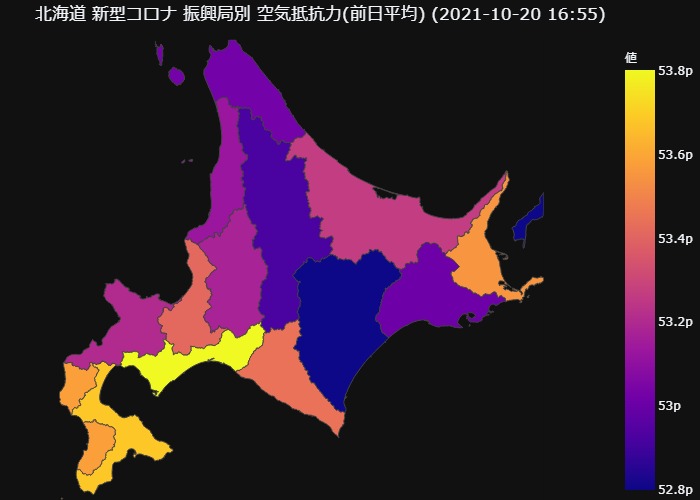 北海道 新型コロナ 振興局別 空気抵抗力(前日平均) (2021-10-20 16:55)
値
53.8p
53.6p
53.4p
53.2p
53p
52.8p